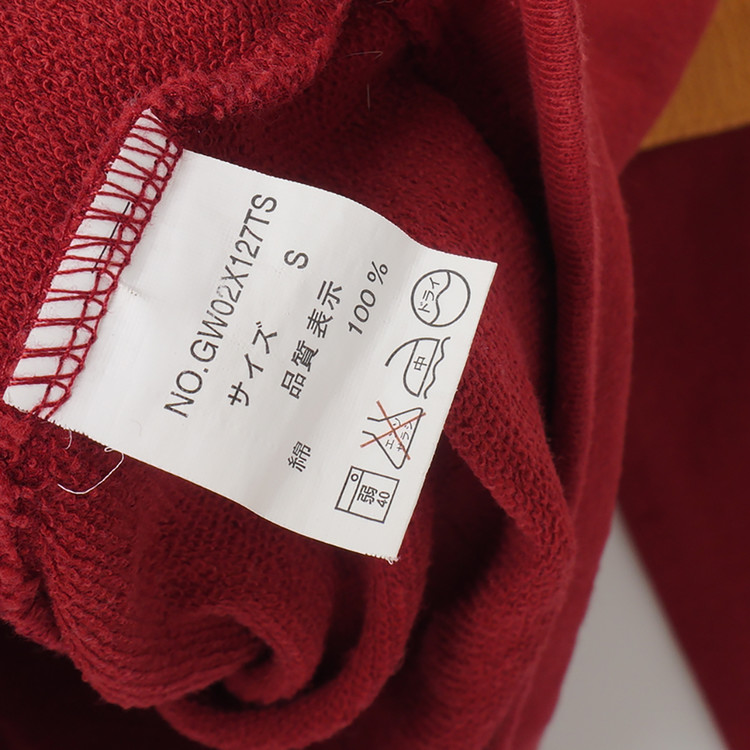 NO.GW02X127TS
サイズ S
品質表示
綿 100%
弱 40
エンソサラシ
中
ドライ